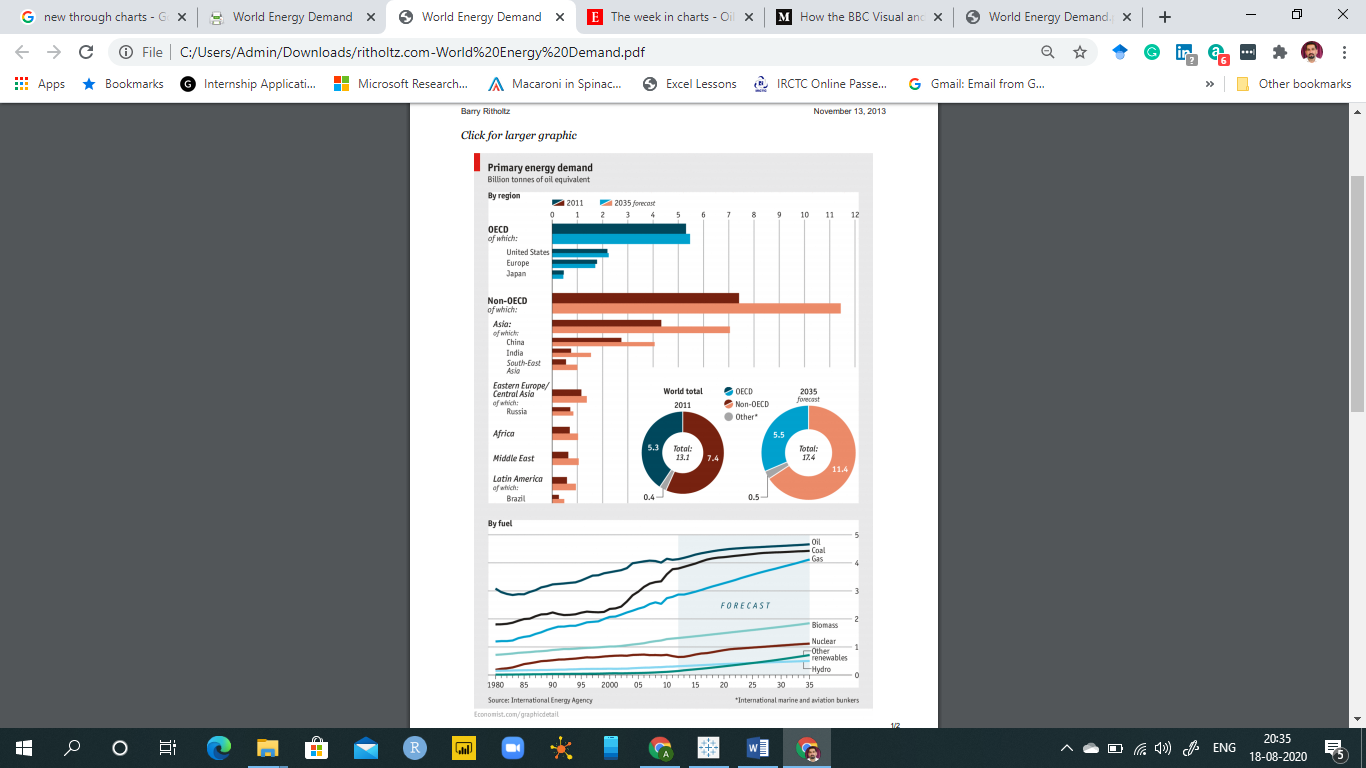 new through charts - G
World Energy Demand
World Energy Demand
The week in charts - Oil
How the BBC Visual and
World Energy Demand.p
File
C:/Users/Admin/Downloads/ritholtz.com-World%20Energy%20Demand.pdf
Apps
Bookmarks
Internship Applicati...
Microsoft Research...
Macaroni in Spinac...
Excel Lessons
IRCTC Online Passe...
Gmail: Email from G...
Other bookmarks
Barry Ritholtz
November 13, 2013
Click for larger graphic
Primary energy demand
Billion tonnes of oil equivalent
By region
2011
2035 forecast
0 1 2 3 4 5 6 7 8 9 10 11 12
OECD
of which:
United States
Europe
Japan
Non-OECD
of which:
Asia:
of which:
China
India
South-East
Asia
Eastern Europe/
Central Asia
of which:
Russia
Africa
Middle East
Latin America
of which:
Brazil
World total
2011
OECD
Non-OECD
Other*
2035
forecast
5.3
Total:
13.1
7.4
0.4
5.5
Total:
17.4
11.4
0.5
By fuel
5
Oil
Coal
Gas
4
3
FORECAST
2
Biomass
Nuclear
1
Other
renewables
Hydro
0
1980 85 90 95 2000 05 10 15 20 25 30 35
Source: International Energy Agency
*International marine and aviation bunkers
Economist.com/graphicdetail
1/2
ENG
20:35
18-08-2020